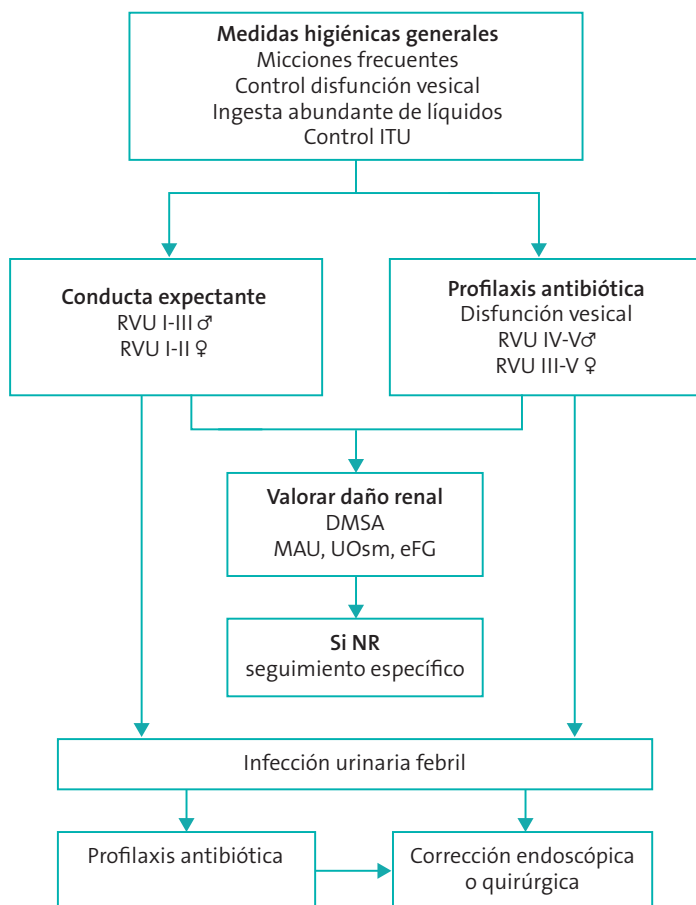 Medidas higiénicas generales
Micciones frecuentes
Control disfunción vesical
Ingesta abundante de líquidos
Control ITU
Conducta expectante
RVU I-III ♂
RVU I-II ♀
Profilaxis antibiótica
Disfunción vesical
RVU IV-V♂
RVU III-V ♀
Valorar daño renal
DMSA
MAU, UOsm, eFG
Si NR
seguimiento específico
Infección urinaria febril
Profilaxis antibiótica
Corrección endoscópica
o quirúrgica